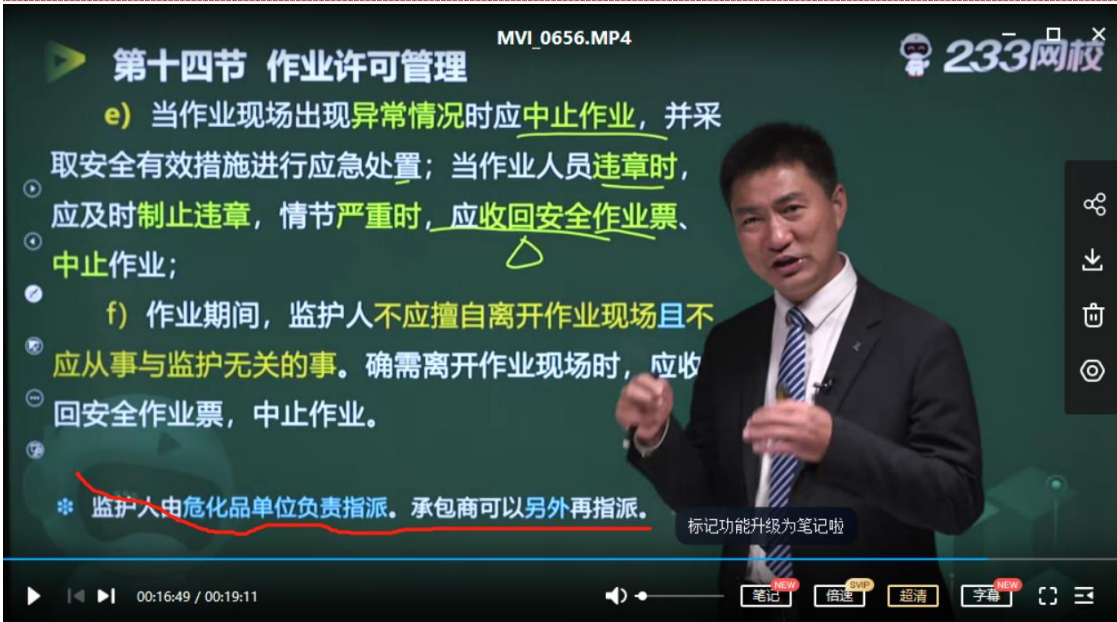 MVI_0656.MP4
第十四节 作业许可管理
233网校
e) 当作业现场出现异常情况时应中止作业，并采
取安全有效措施进行应急处置；当作业人员违章时，
应及时制止违章，情节严重时，应收回安全作业票、
中止作业；
f) 作业期间，监护人不应擅自离开作业现场且不
应从事与监护无关的事。确需离开作业现场时，应收
回安全作业票，中止作业。
监护人由危化品单位负责指派。承包商可以另外再指派。
标记功能升级为笔记啦
00:16:49 / 00:19:11
笔记 NEW
倍速 SVIP
超清
字幕 NEW